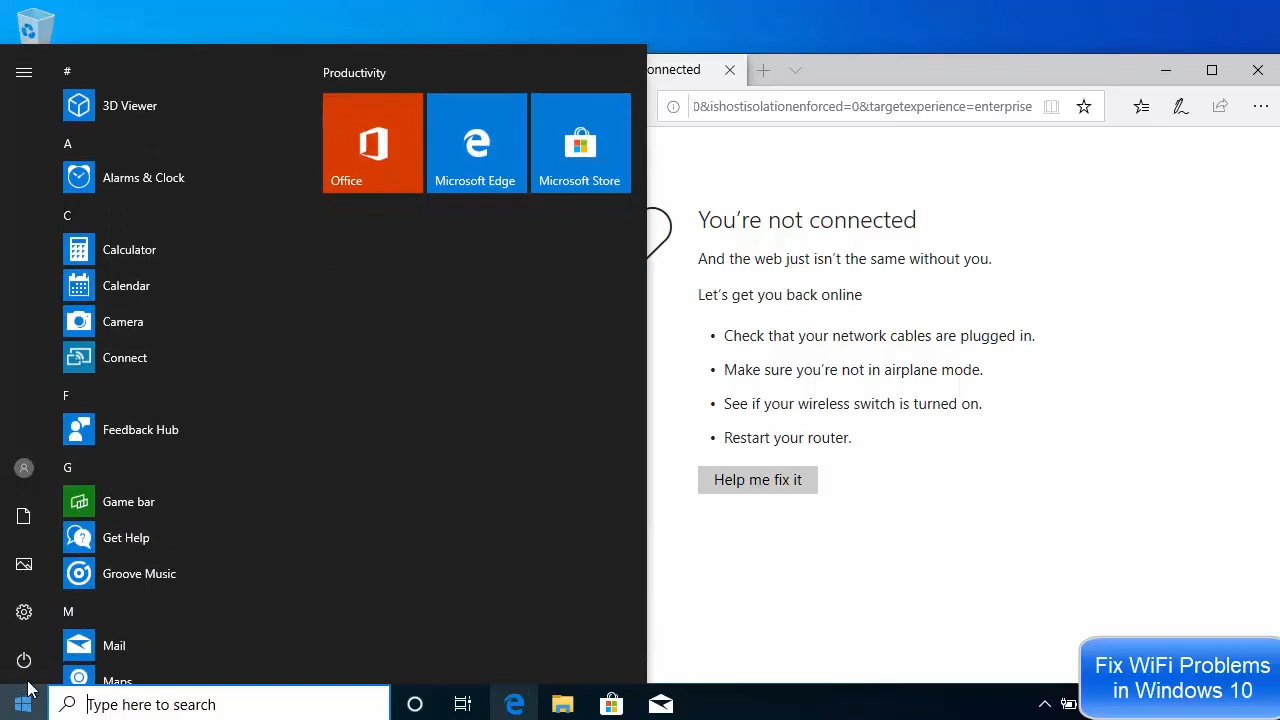 #
3D Viewer
A
Alarms & Clock
C
Calculator
Calendar
Camera
Connect
F
Feedback Hub
G
Game bar
Get Help
Groove Music
M
Mail
Maps
Productivity
Office
Microsoft Edge
Microsoft Store
onnected
0&ishostisolationenforced=0&targetexperience=enterprise
You’re not connected
And the web just isn’t the same without you.
Let’s get you back online
• Check that your network cables are plugged in.
• Make sure you’re not in airplane mode.
• See if your wireless switch is turned on.
• Restart your router.
Help me fix it
Type here to search
Fix WiFi Problems
in Windows 10